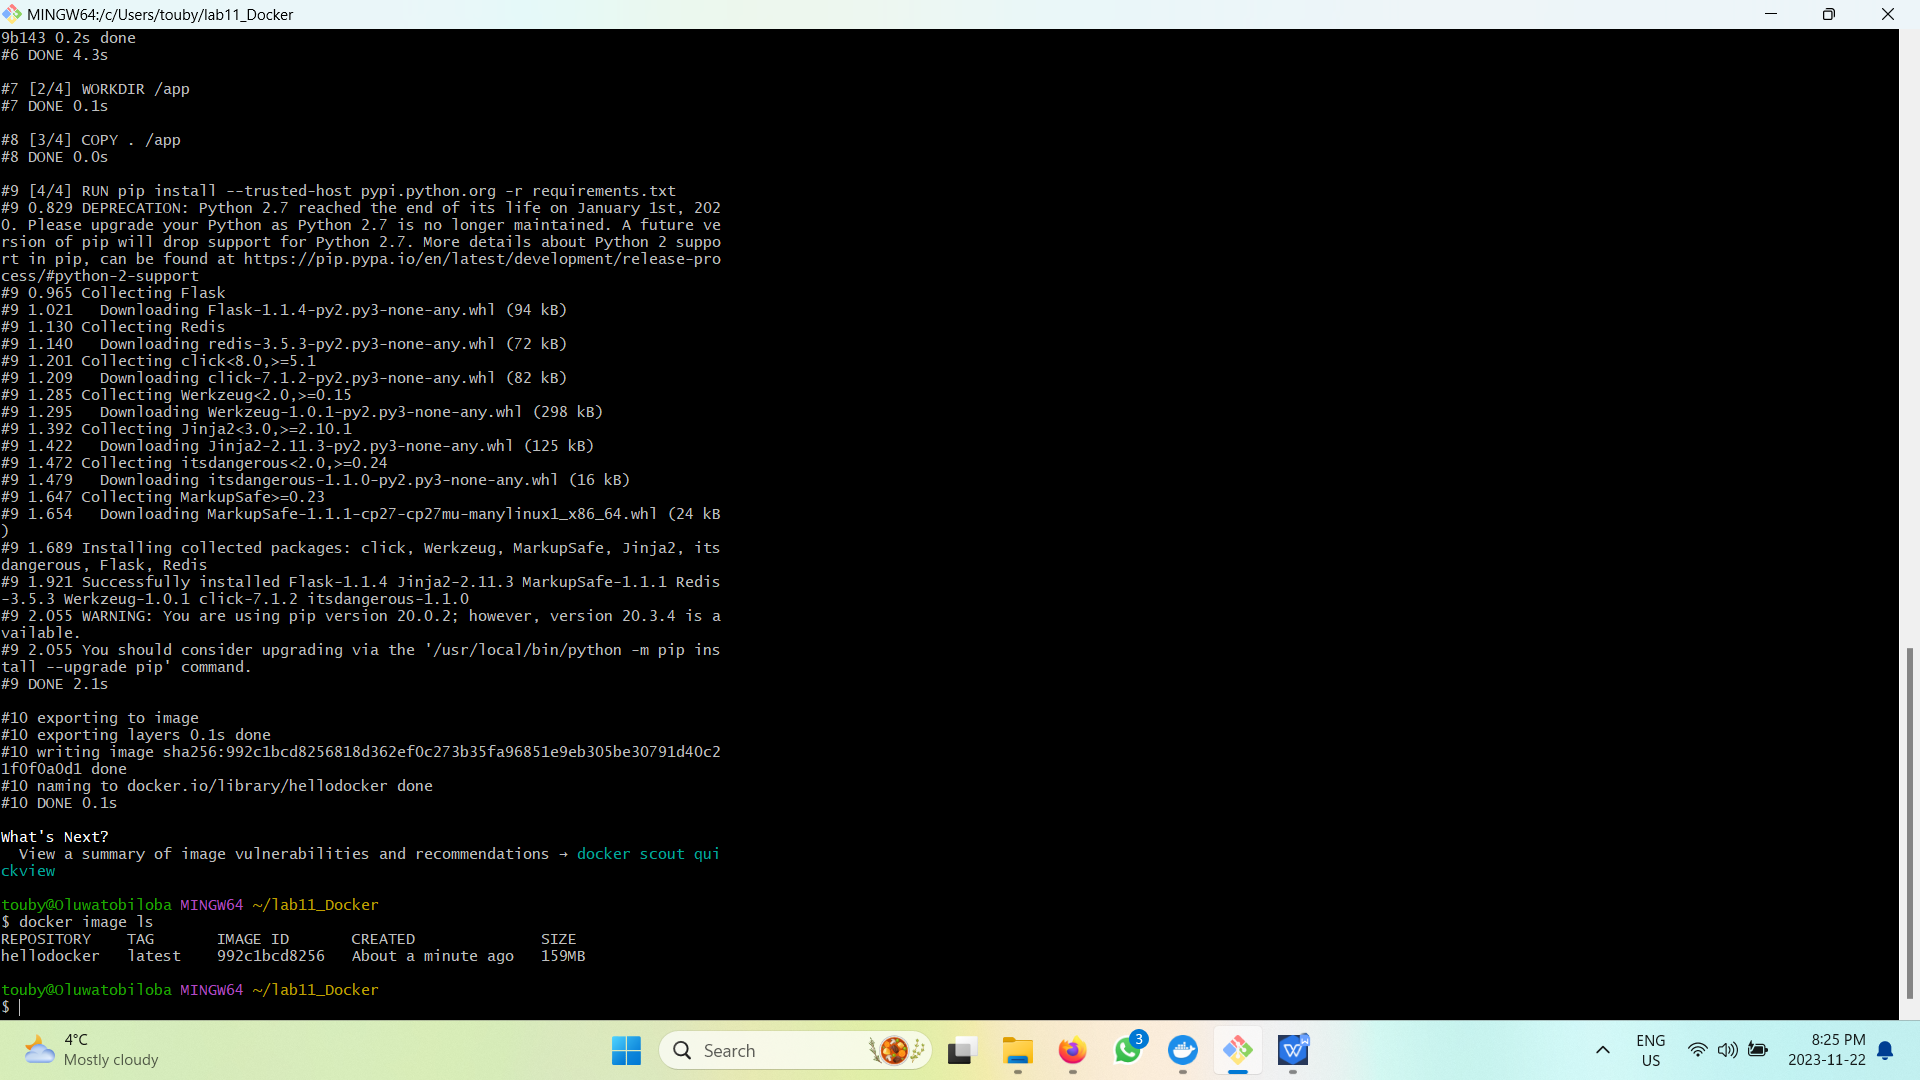 MINGW64:/c/Users/touby/lab11_Docker
9b143 0.2s done
#6 DONE 4.3s
#7 [2/4] WORKDIR /app
#7 DONE 0.1s
#8 [3/4] COPY . /app
#8 DONE 0.0s
#9 [4/4] RUN pip install --trusted-host pypi.python.org -r requirements.txt
#9 0.829 DEPRECATION: Python 2.7 reached the end of its life on January 1st, 202
0. Please upgrade your Python as Python 2.7 is no longer maintained. A future ve
rsion of pip will drop support for Python 2.7. More details about Python 2 suppo
rt in pip, can be found at https://pip.pypa.io/en/latest/development/release-pro
cess/#python-2-support
#9 0.965 Collecting Flask
#9 1.021   Downloading Flask-1.1.4-py2.py3-none-any.whl (94 kB)
#9 1.130 Collecting Redis
#9 1.140   Downloading redis-3.5.3-py2.py3-none-any.whl (72 kB)
#9 1.201 Collecting click<8.0,>=5.1
#9 1.209   Downloading click-7.1.2-py2.py3-none-any.whl (82 kB)
#9 1.285 Collecting Werkzeug<2.0,>=0.15
#9 1.295   Downloading Werkzeug-1.0.1-py2.py3-none-any.whl (298 kB)
#9 1.392 Collecting Jinja2<3.0,>=2.10.1
#9 1.422   Downloading Jinja2-2.11.3-py2.py3-none-any.whl (125 kB)
#9 1.472 Collecting itsdangerous<2.0,>=0.24
#9 1.479   Downloading itsdangerous-1.1.0-py2.py3-none-any.whl (16 kB)
#9 1.647 Collecting MarkupSafe>=0.23
#9 1.654   Downloading MarkupSafe-1.1.1-cp27-cp27mu-manylinux1_x86_64.whl (24 kB
)
#9 1.689 Installing collected packages: click, Werkzeug, MarkupSafe, Jinja2, its
dangerous, Flask, Redis
#9 1.921 Successfully installed Flask-1.1.4 Jinja2-2.11.3 MarkupSafe-1.1.1 Redis
-3.5.3 Werkzeug-1.0.1 click-7.1.2 itsdangerous-1.1.0
#9 2.055 WARNING: You are using pip version 20.0.2; however, version 20.3.4 is a
vailable.
#9 2.055 You should consider upgrading via the '/usr/local/bin/python -m pip ins
tall --upgrade pip' command.
#9 DONE 2.1s
#10 exporting to image
#10 exporting layers 0.1s done
#10 writing image sha256:992c1bcd8256818d362ef0c273b35fa96851e9eb305be30791d40c2
1f0f0a0d1 done
#10 naming to docker.io/library/hellodocker done
#10 DONE 0.1s
What's Next?
  View a summary of image vulnerabilities and recommendations → docker scout qui
ckview
touby@Oluwatobiloba MINGW64 ~/lab11_Docker
$ docker image ls
REPOSITORY    TAG       IMAGE ID       CREATED              SIZE
hellodocker   latest    992c1bcd8256   About a minute ago   159MB
touby@Oluwatobiloba MINGW64 ~/lab11_Docker
$
4°C
Mostly cloudy
Search
3
W
ENG
US
8:25 PM
2023-11-22